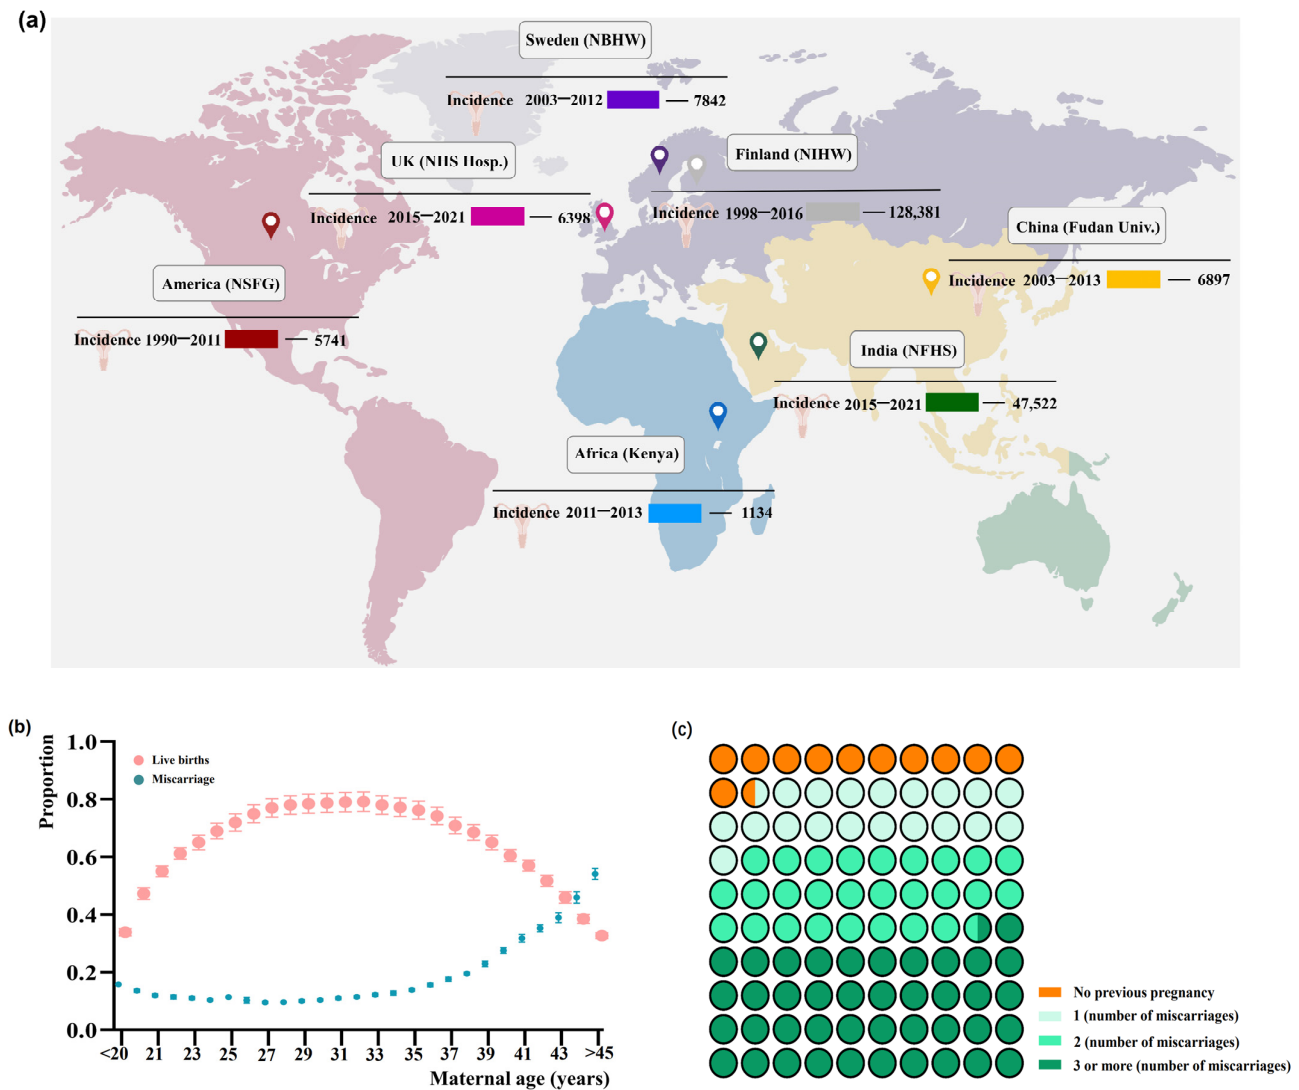 (a)
Sweden (NBHW)
Incidence 2003—2012 — 7842
UK (NHS Hosp.)
Incidence 2015—2021 — 6398
Finland (NIHW)
Incidence 1998—2016 — 128,381
China (Fudan Univ.)
Incidence 2003—2013 — 6897
America (NSFG)
Incidence 1990—2011 — 5741
India (NFHS)
Incidence 2015—2021 — 47,522
Africa (Kenya)
Incidence 2011—2013 — 1134
(b)
Proportion
1.0
0.8
0.6
0.4
0.2
0.0
Live births
Miscarriage
<20 21 23 25 27 29 31 33 35 37 39 41 43 >45
Maternal age (years)
(c)
No previous pregnancy
1 (number of miscarriages)
2 (number of miscarriages)
3 or more (number of miscarriages)